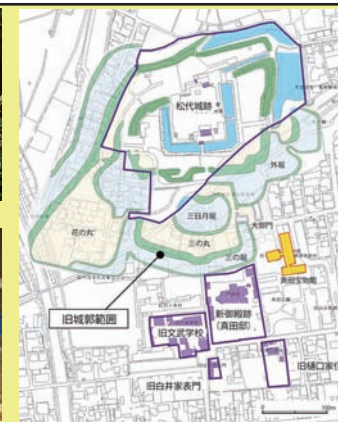 松代城跡
外堀
三日月堀
大御門
花の丸
三の丸
三の堀
真田宝物館
旧城郭範囲
新御殿跡
(真田邸)
旧文武学校
旧樋口家住
旧白井家表門
100m